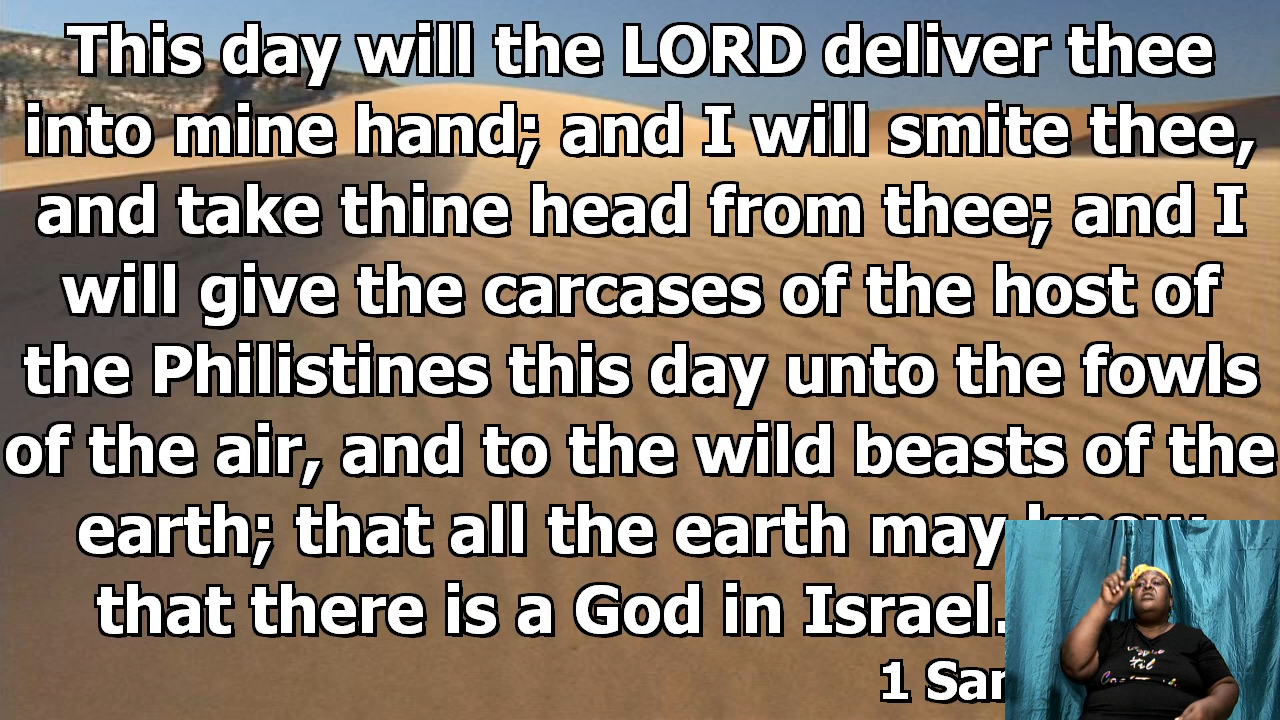 This day will the LORD deliver thee
into mine hand; and I will smite thee,
and take thine head from thee; and I
will give the carcases of the host of
the Philistines this day unto the fowls
of the air, and to the wild beasts of the
earth; that all the earth may know
that there is a God in Israel.
1